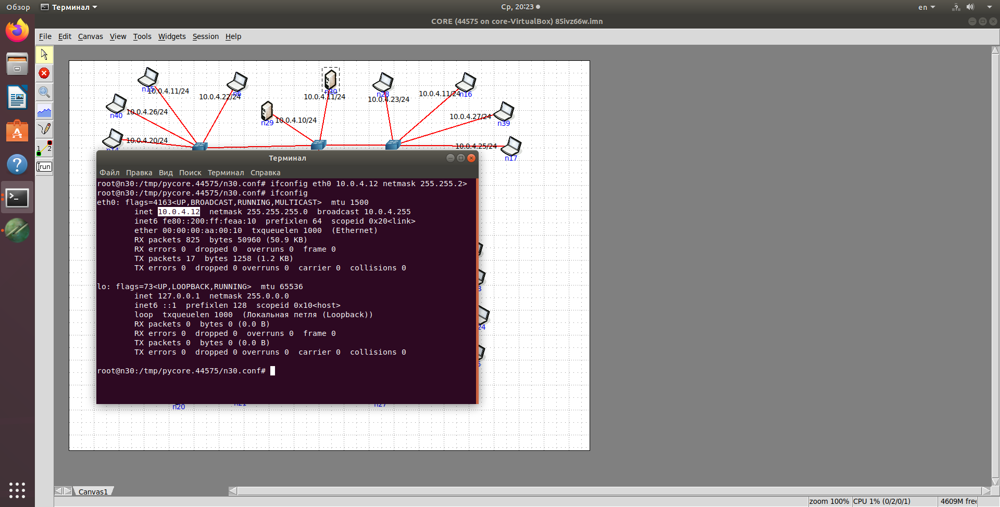 Обзор Терминал Ср, 20:23 en
CORE (44575 on core-VirtualBox) 85ivz66w.imn
File Edit Canvas View Tools Widgets Session Help
n15 10.0.4.11/24
10.0.4.22/24 n6
n30
10.0.4.11/24
n28
10.0.4.23/24
10.0.4.11/24 n16
n40 10.0.4.26/24
n29 10.0.4.10/24
10.0.4.27/24
n39
10.0.4.20/24
n14
10.0.4.25/24
n17
1 2
run
Терминал
Файл Правка Вид Поиск Терминал Справка
root@n30:/tmp/pycore.44575/n30.conf# ifconfig eth0 10.0.4.12 netmask 255.255.2>
root@n30:/tmp/pycore.44575/n30.conf# ifconfig
eth0: flags=4163<UP,BROADCAST,RUNNING,MULTICAST>  mtu 1500
        inet 10.0.4.12  netmask 255.255.255.0  broadcast 10.0.4.255
        inet6 fe80::200:ff:feaa:10  prefixlen 64  scopeid 0x20<link>
        ether 00:00:00:aa:00:10  txqueuelen 1000  (Ethernet)
        RX packets 825  bytes 50960 (50.9 KB)
        RX errors 0  dropped 0  overruns 0  frame 0
        TX packets 17  bytes 1258 (1.2 KB)
        TX errors 0  dropped 0 overruns 0  carrier 0  collisions 0
lo: flags=73<UP,LOOPBACK,RUNNING>  mtu 65536
        inet 127.0.0.1  netmask 255.0.0.0
        inet6 ::1  prefixlen 128  scopeid 0x10<host>
        loop  txqueuelen 1000  (Локальная петля (Loopback))
        RX packets 0  bytes 0 (0.0 B)
        RX errors 0  dropped 0  overruns 0  frame 0
        TX packets 0  bytes 0 (0.0 B)
        TX errors 0  dropped 0 overruns 0  carrier 0  collisions 0
root@n30:/tmp/pycore.44575/n30.conf#
24
n20 n21 n27
Canvas1
zoom 100% CPU 1% (0/2/0/1) 4609M free